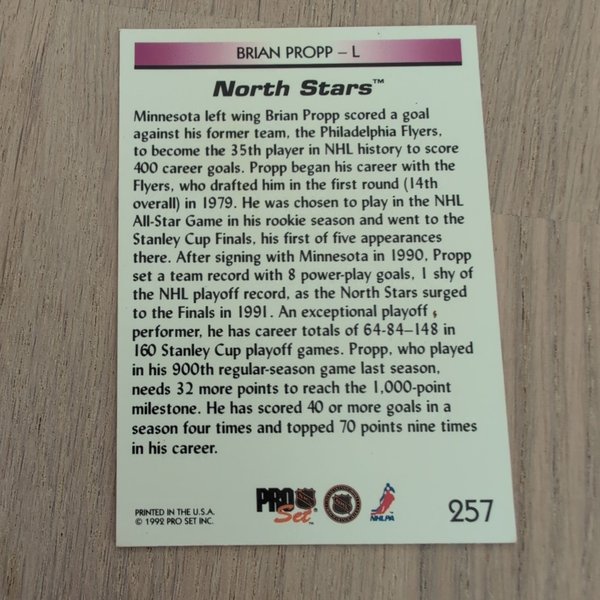 BRIAN PROPP – L
North Stars™
Minnesota left wing Brian Propp scored a goal
against his former team, the Philadelphia Flyers,
to become the 35th player in NHL history to score
400 career goals. Propp began his career with the
Flyers, who drafted him in the first round (14th
overall) in 1979. He was chosen to play in the NHL
All-Star Game in his rookie season and went to the
Stanley Cup Finals, his first of five appearances
there. After signing with Minnesota in 1990, Propp
set a team record with 8 power-play goals, 1 shy of
the NHL playoff record, as the North Stars surged
to the Finals in 1991. An exceptional playoff
performer, he has career totals of 64-84–148 in
160 Stanley Cup playoff games. Propp, who played
in his 900th regular-season game last season,
needs 32 more points to reach the 1,000-point
milestone. He has scored 40 or more goals in a
season four times and topped 70 points nine times
in his career.
PRINTED IN THE U.S.A.
© 1992 PRO SET INC.
PRO
Set™
NHLPA
257